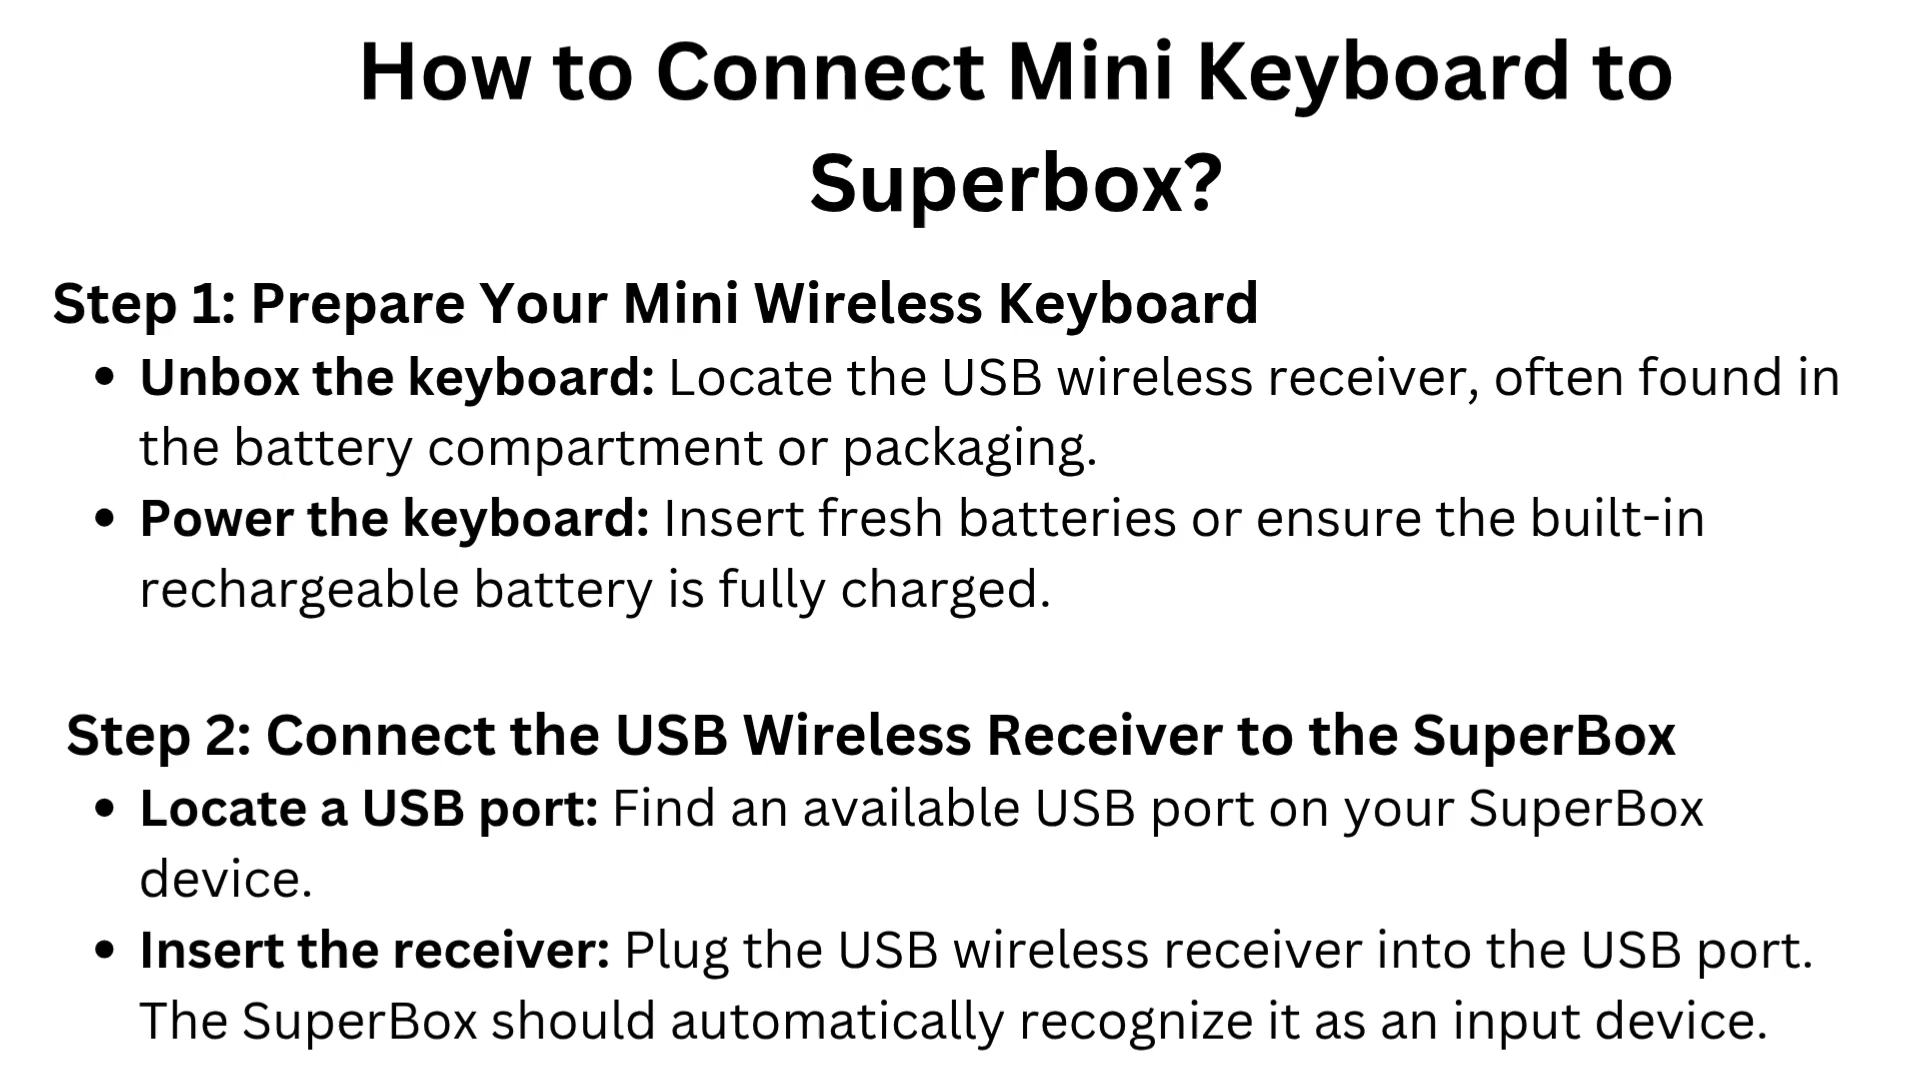 How to Connect Mini Keyboard to
Superbox?
Step 1: Prepare Your Mini Wireless Keyboard
• Unbox the keyboard: Locate the USB wireless receiver, often found in
the battery compartment or packaging.
• Power the keyboard: Insert fresh batteries or ensure the built-in
rechargeable battery is fully charged.
Step 2: Connect the USB Wireless Receiver to the SuperBox
• Locate a USB port: Find an available USB port on your SuperBox
device.
• Insert the receiver: Plug the USB wireless receiver into the USB port.
The SuperBox should automatically recognize it as an input device.